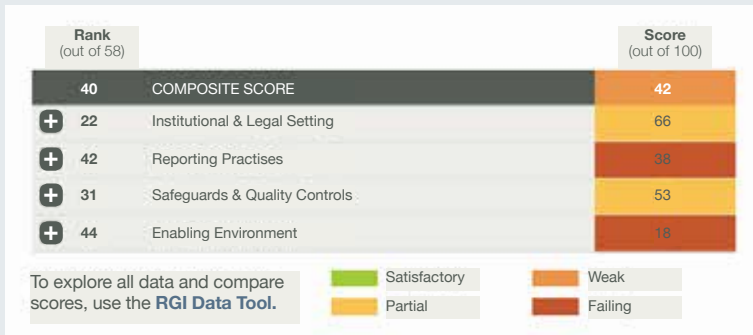 Rank
(out of 58)
Score
(out of 100)
40 COMPOSITE SCORE 42
22 Institutional & Legal Setting 66
42 Reporting Practises 38
31 Safeguards & Quality Controls 53
44 Enabling Environment 18
To explore all data and compare
scores, use the RGI Data Tool.
Satisfactory
Weak
Partial
Failing